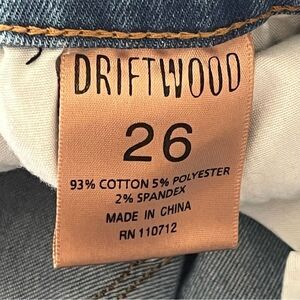 DRIFTWOOD
26
93% COTTON 5% POLYESTER
2% SPANDEX
MADE IN CHINA
RN 110712